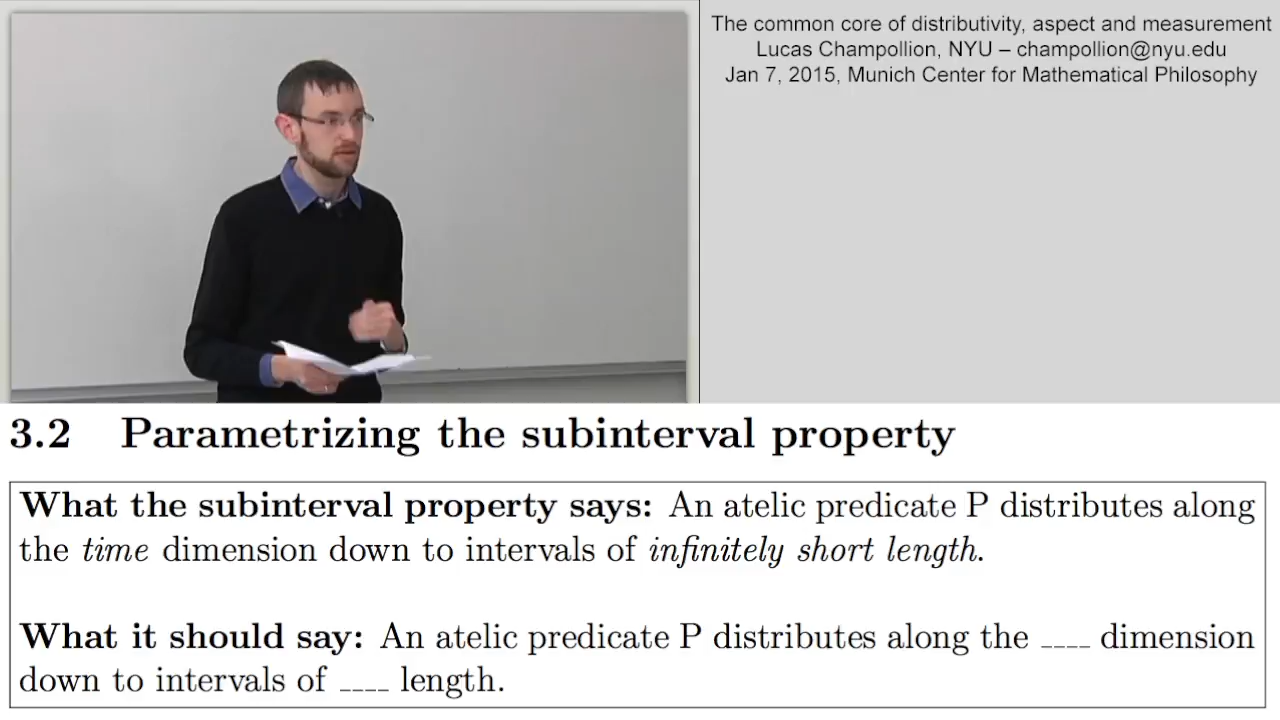 The common core of distributivity, aspect and measurement
Lucas Champollion, NYU – champollion@nyu.edu
Jan 7, 2015, Munich Center for Mathematical Philosophy
3.2 Parametrizing the subinterval property
What the subinterval property says: An atelic predicate P distributes along
the time dimension down to intervals of infinitely short length.
What it should say: An atelic predicate P distributes along the ____ dimension
down to intervals of ____ length.